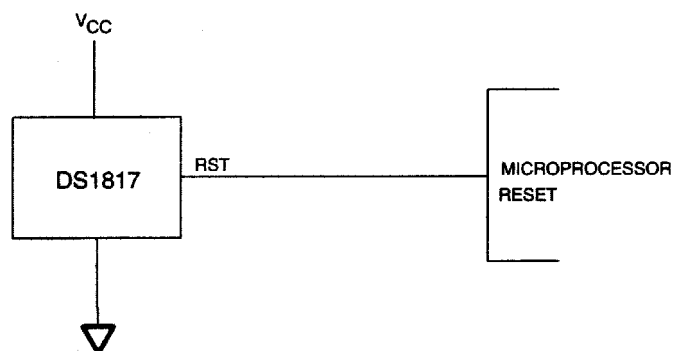 VCC
DS1817
RST
MICROPROCESSOR
RESET